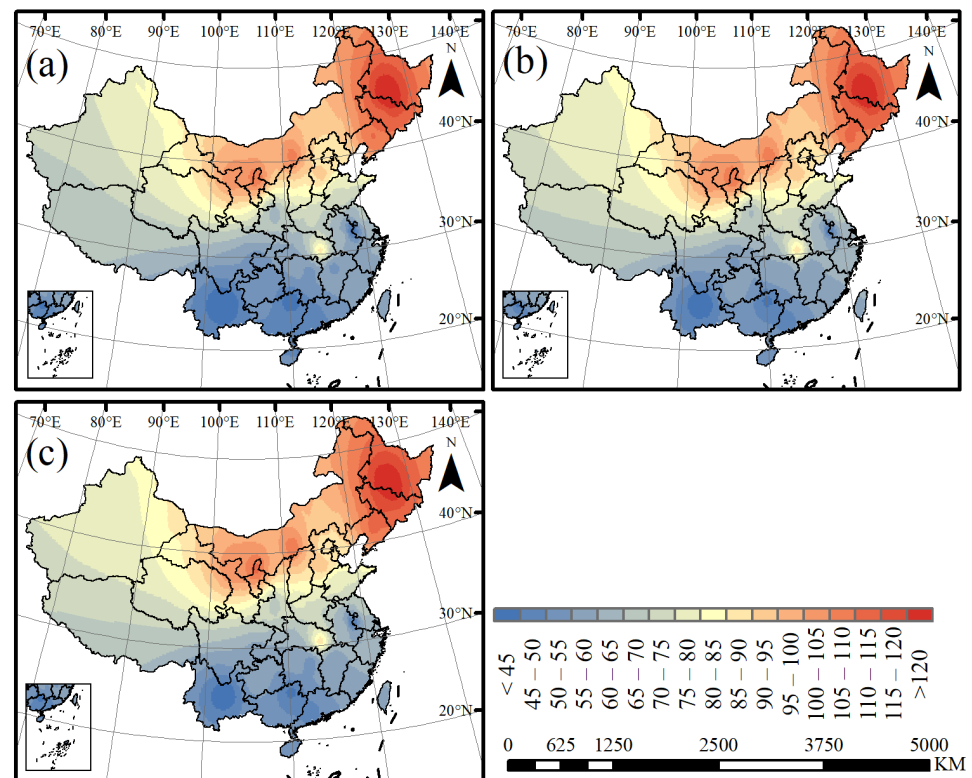 70°E 80°E 90°E 100°E 110°E 120°E 130°E 140°E
(a)
N
40°N
30°N
20°N
70°E 80°E 90°E 100°E 110°E 120°E 130°E 140°E
(b)
N
40°N
30°N
20°N
70°E 80°E 90°E 100°E 110°E 120°E 130°E 140°E
(c)
N
40°N
30°N
20°N
<45
45–50
50–55
55–60
60–65
65–70
70–75
75–80
80–85
85–90
90–95
95–100
100–105
105–110
110–115
115–120
>120
0 625 1250 2500 3750 5000
KM